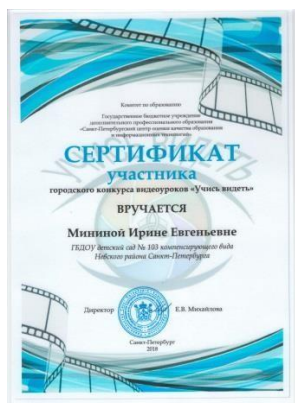 Комитет по образованию
Государственное бюджетное учреждение
дополнительного профессионального образования
«Санкт-Петербургский центр оценки качества образования
и информационных технологий»
СЕРТИФИКАТ
участника
городского конкурса видеоуроков «Учись видеть»
ВРУЧАЕТСЯ
Мининой Ирине Евгеньевне
ГБДОУ детский сад № 103 компенсирующего вида
Невского района Санкт-Петербурга
Директор Е.В. Михайлова
Санкт-Петербург
2018